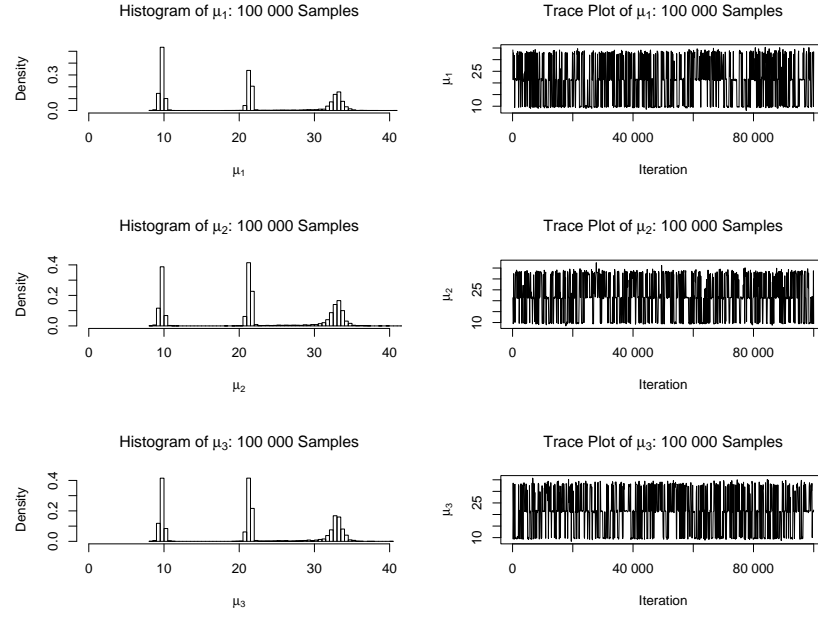 Histogram of μ1: 100 000 Samples
Density
0.0 0.3
0 10 20 30 40
μ1
Trace Plot of μ1: 100 000 Samples
μ1
10 25
0 40 000 80 000
Iteration
Histogram of μ2: 100 000 Samples
Density
0.0 0.2 0.4
0 10 20 30 40
μ2
Trace Plot of μ2: 100 000 Samples
μ2
10 25
0 40 000 80 000
Iteration
Histogram of μ3: 100 000 Samples
Density
0.0 0.2 0.4
0 10 20 30 40
μ3
Trace Plot of μ3: 100 000 Samples
μ3
10 25
0 40 000 80 000
Iteration